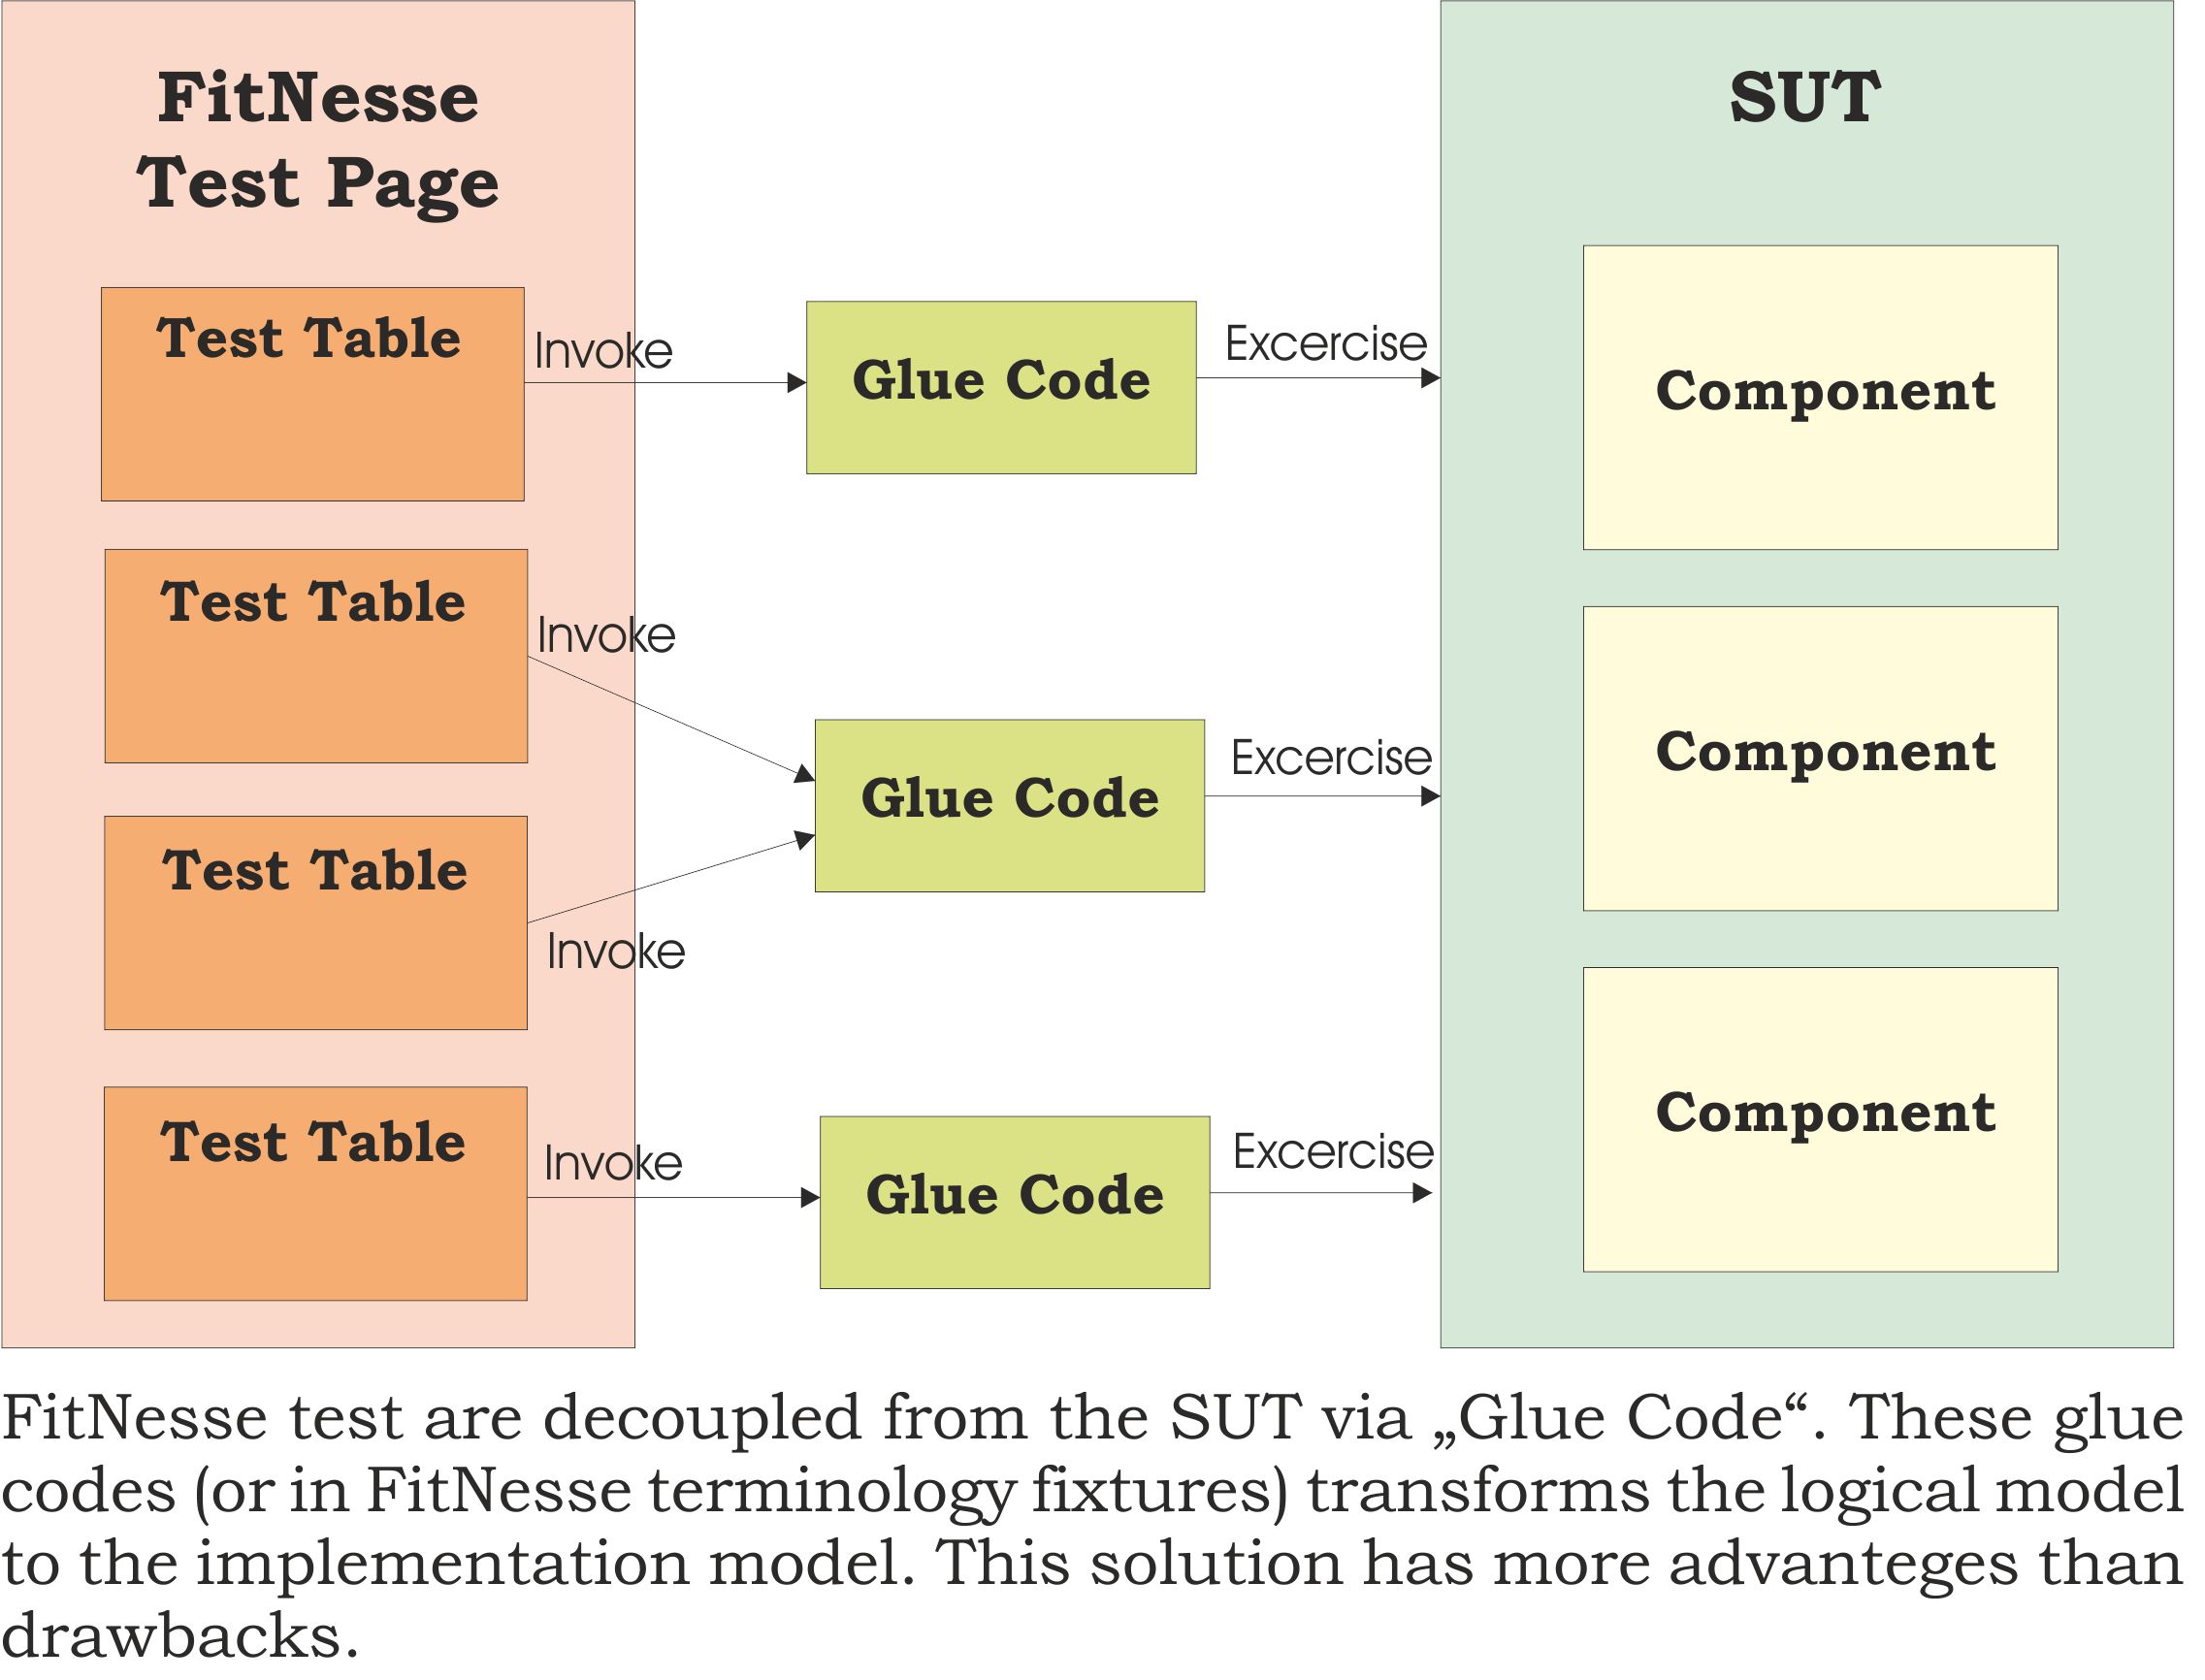 FitNesse
Test Page
SUT
Test Table
Invoke
Glue Code
Excercise
Component
Test Table
Invoke
Glue Code
Excercise
Component
Test Table
Invoke
Test Table
Invoke
Glue Code
Excercise
Component
FitNesse test are decoupled from the SUT via „Glue Code“. These glue
codes (or in FitNesse terminology fixtures) transforms the logical model
to the implementation model. This solution has more advanteges than
drawbacks.